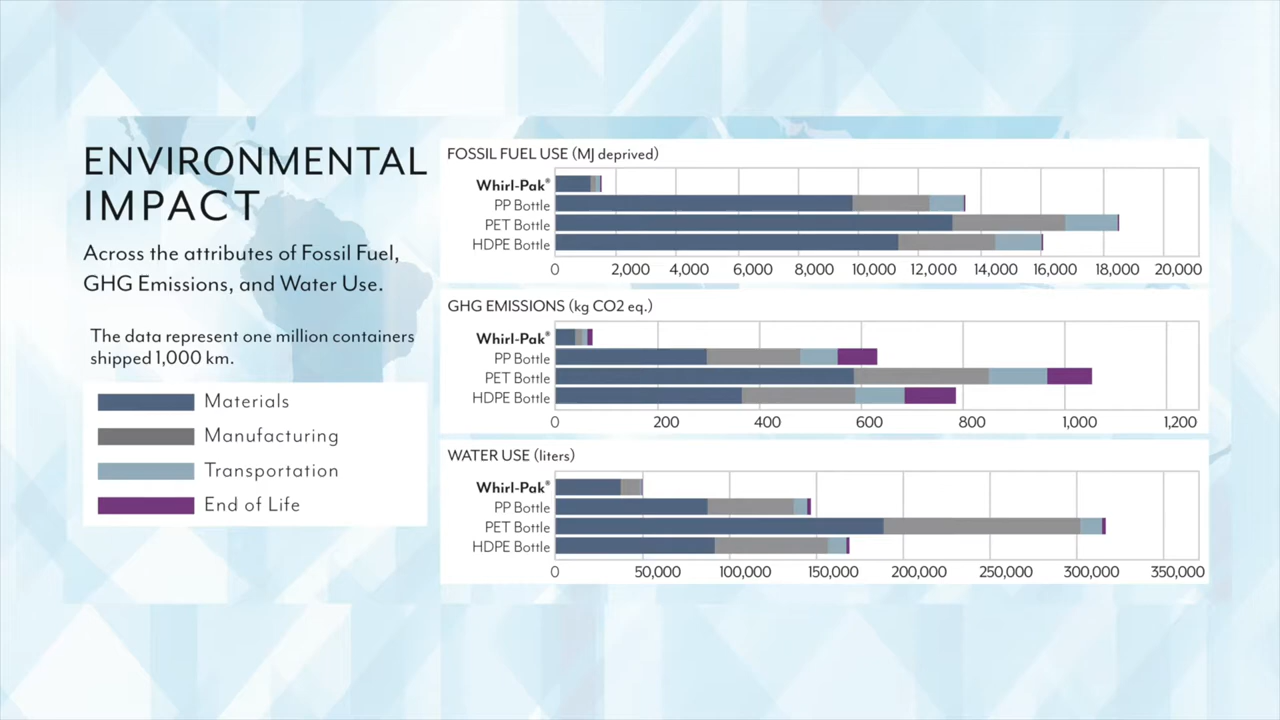 ENVIRONMENTAL
IMPACT
Across the attributes of Fossil Fuel,
GHG Emissions, and Water Use.
The data represent one million containers
shipped 1,000 km.
Materials
Manufacturing
Transportation
End of Life
FOSSIL FUEL USE (MJ deprived)
Whirl-Pak®
PP Bottle
PET Bottle
HDPE Bottle
0 2,000 4,000 6,000 8,000 10,000 12,000 14,000 16,000 18,000 20,000
GHG EMISSIONS (kg CO2 eq.)
Whirl-Pak®
PP Bottle
PET Bottle
HDPE Bottle
0 200 400 600 800 1,000 1,200
WATER USE (liters)
Whirl-Pak®
PP Bottle
PET Bottle
HDPE Bottle
0 50,000 100,000 150,000 200,000 250,000 300,000 350,000